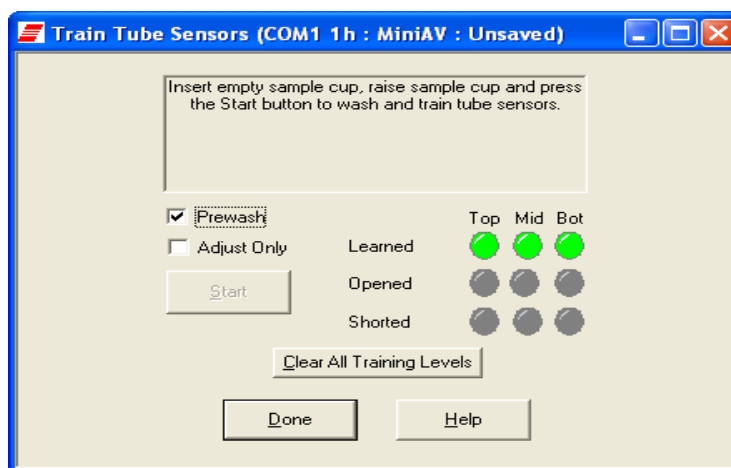 Train Tube Sensors (COM1 1h : MiniAV : Unsaved)
Insert empty sample cup, raise sample cup and press
the Start button to wash and train tube sensors.
Prewash
Top Mid Bot
Adjust Only
Learned
Start
Opened
Shorted
Clear All Training Levels
Done
Help